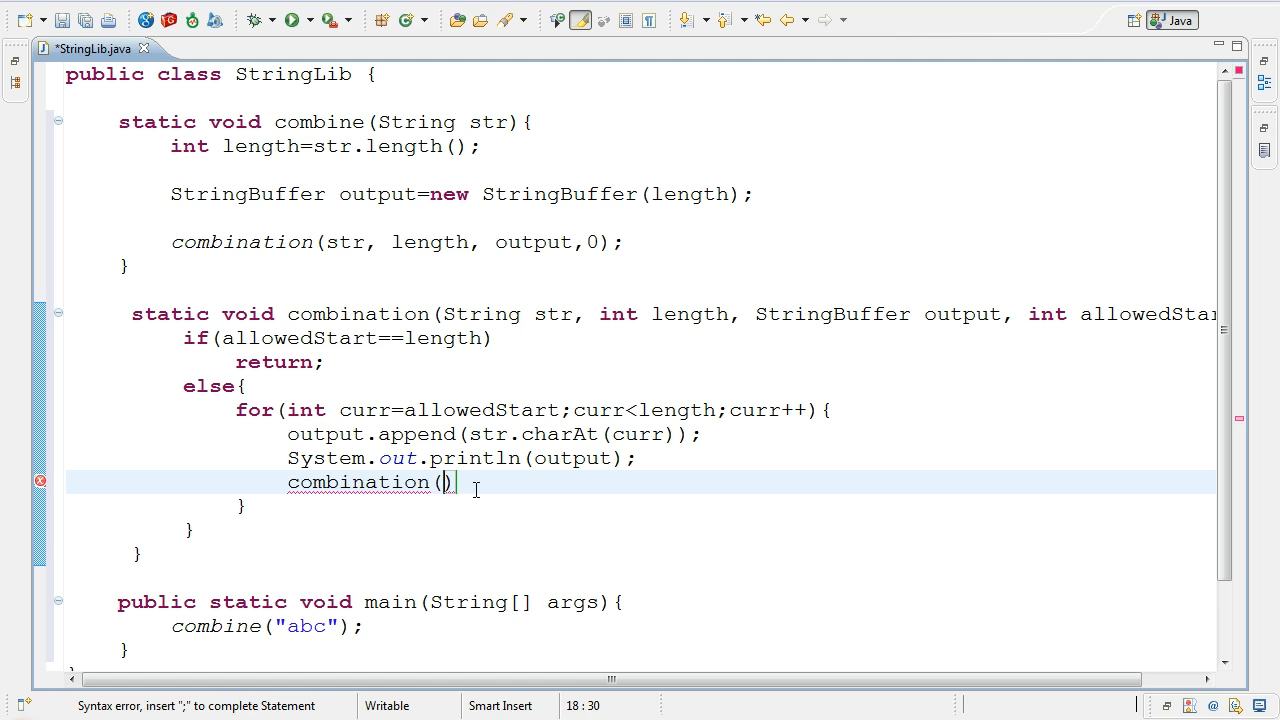 Java
*StringLib.java
public class StringLib {
static void combine(String str){
int length=str.length();
StringBuffer output=new StringBuffer(length);
combination(str, length, output,0);
}
static void combination(String str, int length, StringBuffer output, int allowedStar
if(allowedStart==length)
return;
else{
for(int curr=allowedStart;curr<length;curr++){
output.append(str.charAt(curr));
System.out.println(output);
combination()
}
}
}
public static void main(String[] args){
combine("abc");
}
Syntax error, insert ";" to complete Statement
Writable
Smart Insert
18 : 30